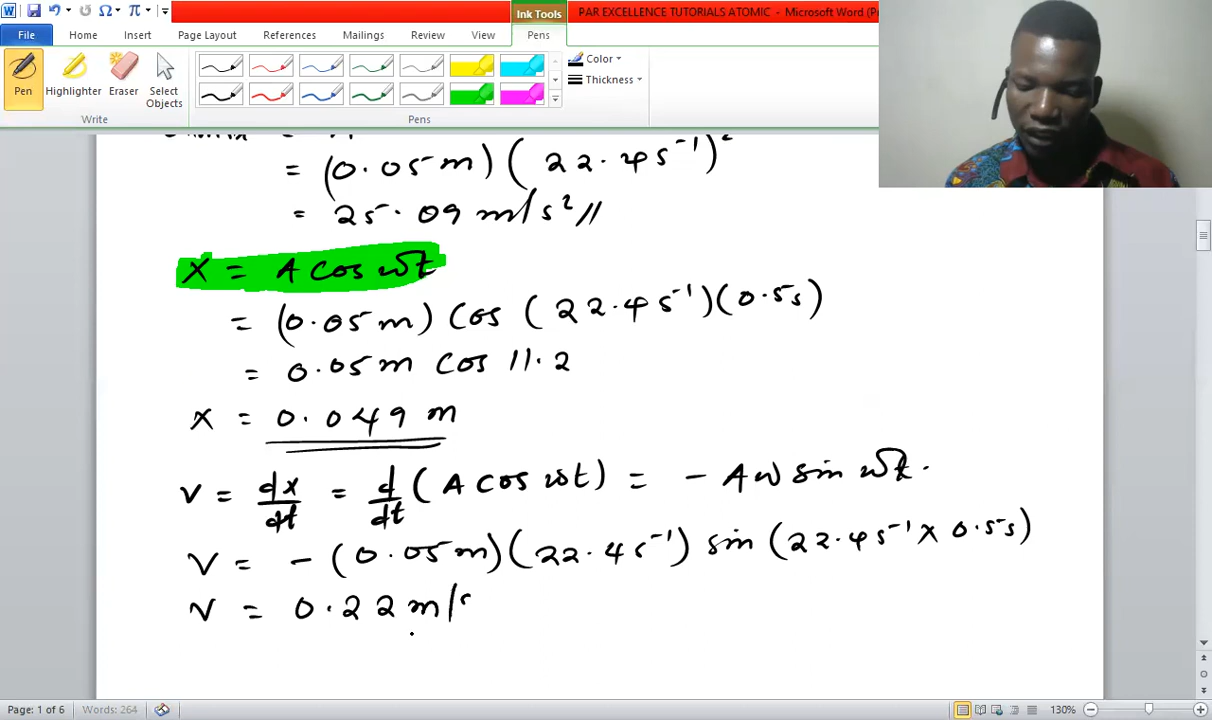 Ink Tools
PAR EXCELLENCE TUTORIALS ATOMIC - Microsoft Word (P
File Home Insert Page Layout References Mailings Review View Pens
Pen Highlighter Eraser Select Objects
Color
Thickness
Write Pens
= (0.05m)(22.4s⁻¹)²
= 25.09 m/s² //
x = A cos ωt
= (0.05m) cos (22.4s⁻¹)(0.5s)
= 0.05m cos 11.2
x = 0.049 m
v = dx/dt = d/dt (A cos ωt) = - Aω sin ωt.
v = - (0.05m)(22.4s⁻¹) sin (22.4s⁻¹ x 0.5s)
v = 0.22 m/s
Page: 1 of 6 Words: 264 130%